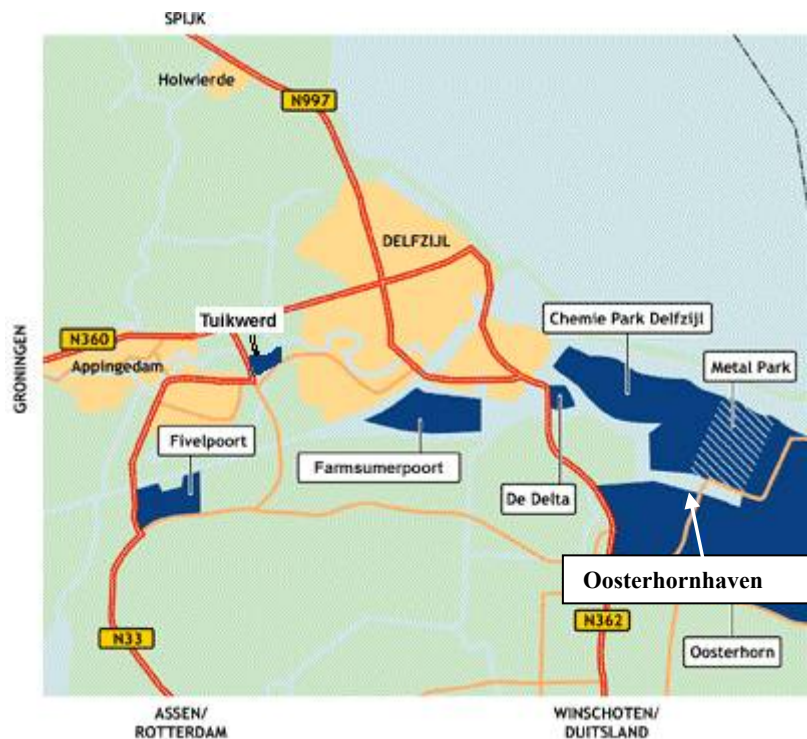 SPIJK
Holwierde
N997
DELFZIJL
Tuikwerd
Chemie Park Delfzijl
N360
Appingedam
Metal Park
GRONINGEN
Fivelpoort
Farmsumerpoort
De Delta
Oosterhornhaven
N33
N362
Oosterhorn
ASSEN/
ROTTERDAM
WINSCHOTEN/
DUITSLAND